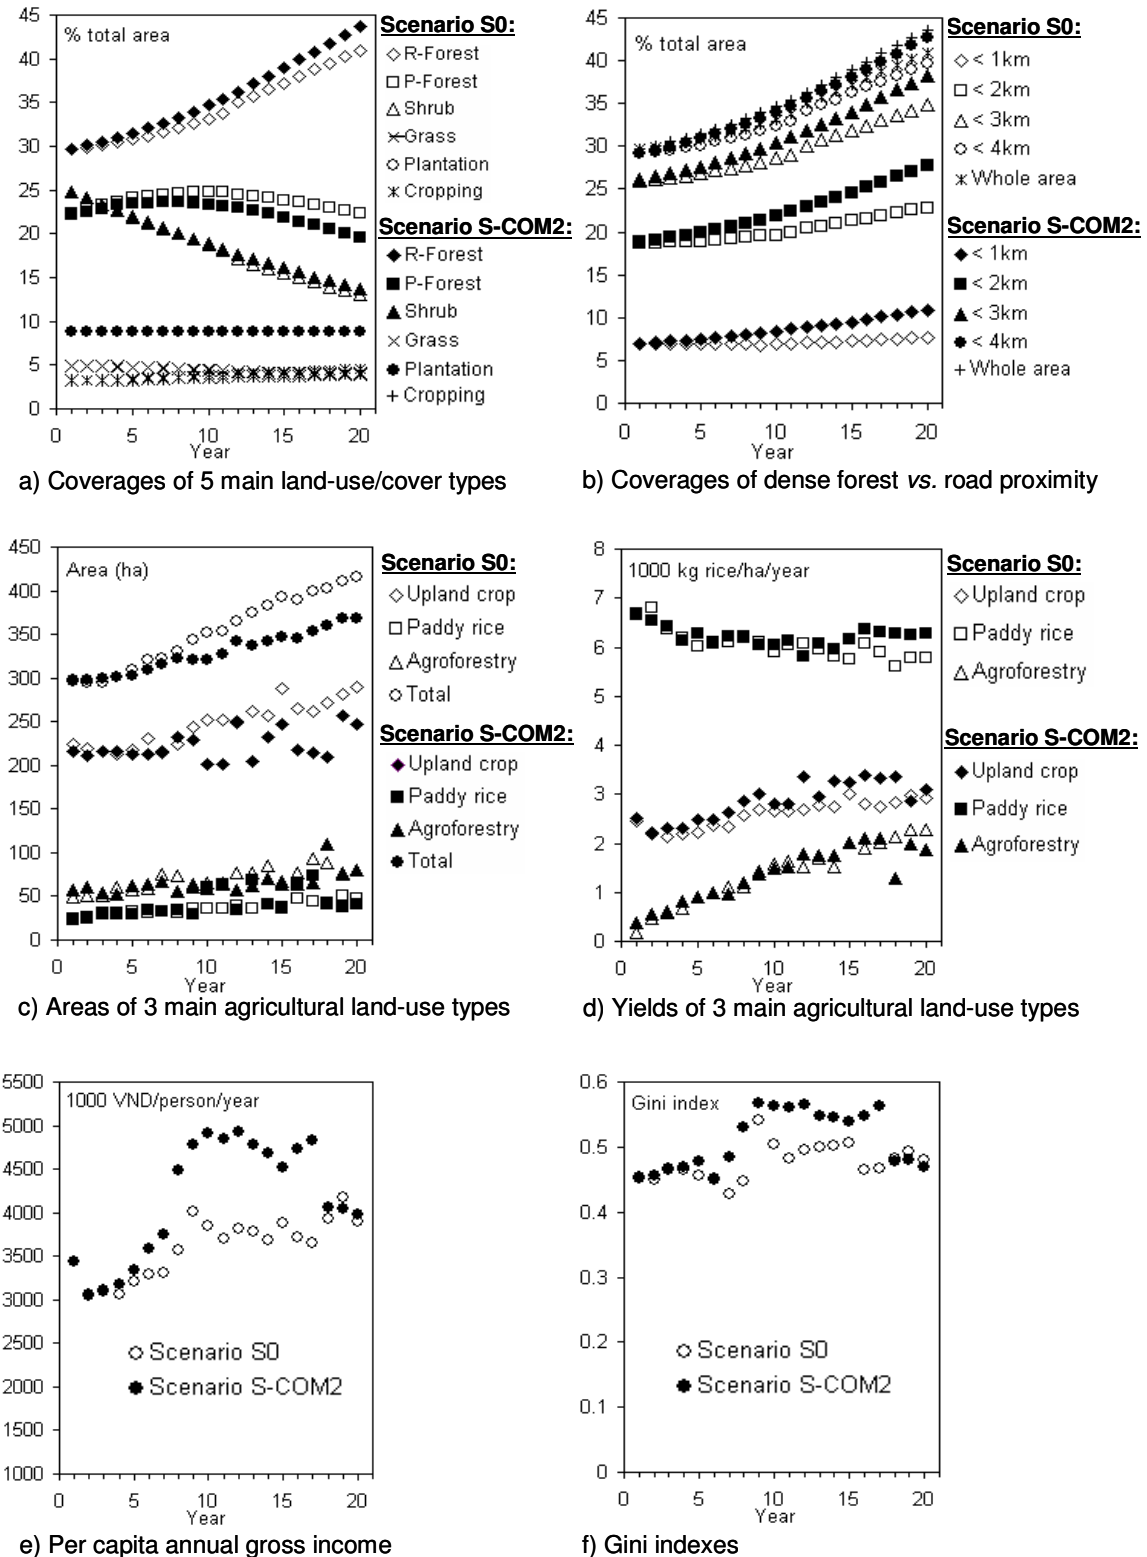 45
40
35
30
25
20
15
10
5
0
% total area
0 5 10 15 20
Year
Scenario S0:
R-Forest
P-Forest
Shrub
Grass
Plantation
Cropping
Scenario S-COM2:
R-Forest
P-Forest
Shrub
Grass
Plantation
Cropping
a) Coverages of 5 main land-use/cover types
45
40
35
30
25
20
15
10
5
0
% total area
0 5 10 15 20
Year
Scenario S0:
< 1km
< 2km
< 3km
< 4km
Whole area
Scenario S-COM2:
< 1km
< 2km
< 3km
< 4km
Whole area
b) Coverages of dense forest vs. road proximity
450
400
350
300
250
200
150
100
50
0
Area (ha)
0 5 10 15 20
Year
Scenario S0:
Upland crop
Paddy rice
Agroforestry
Total
Scenario S-COM2:
Upland crop
Paddy rice
Agroforestry
Total
c) Areas of 3 main agricultural land-use types
8
7
6
5
4
3
2
1
0
1000 kg rice/ha/year
0 5 10 15 20
Year
Scenario S0:
Upland crop
Paddy rice
Agroforestry
Scenario S-COM2:
Upland crop
Paddy rice
Agroforestry
d) Yields of 3 main agricultural land-use types
5500
5000
4500
4000
3500
3000
2500
2000
1500
1000
1000 VND/person/year
Scenario S0
Scenario S-COM2
0 5 10 15 20
Year
e) Per capita annual gross income
0.6
0.5
0.4
0.3
0.2
0.1
0
Gini index
Scenario S0
Scenario S-COM2
0 5 10 15 20
Year
f) Gini indexes